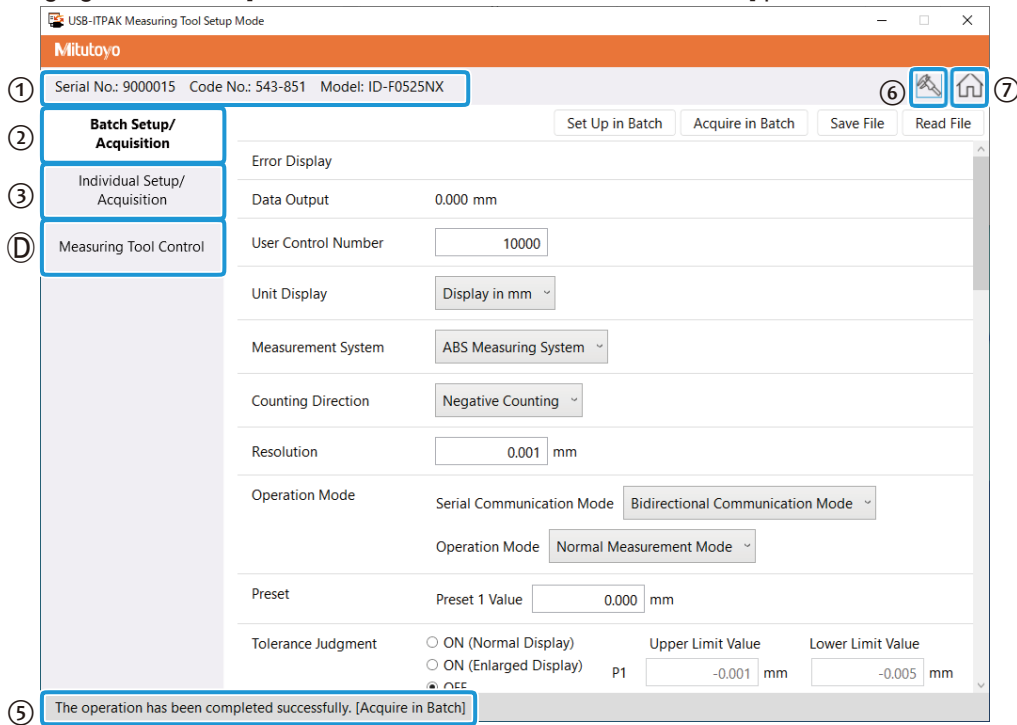 USB-ITPAK Measuring Tool Setup Mode
Mitutoyo
① Serial No.: 9000015 Code No.: 543-851 Model: ID-F0525NX ⑥ ⑦
② Batch Setup/
Acquisition
③ Individual Setup/
Acquisition
Ⓓ Measuring Tool Control
Set Up in Batch Acquire in Batch Save File Read File
Error Display
Data Output 0.000 mm
User Control Number 10000
Unit Display Display in mm
Measurement System ABS Measuring System
Counting Direction Negative Counting
Resolution 0.001 mm
Operation Mode Serial Communication Mode Bidirectional Communication Mode
Operation Mode Normal Measurement Mode
Preset Preset 1 Value 0.000 mm
Tolerance Judgment ON (Normal Display) Upper Limit Value Lower Limit Value
ON (Enlarged Display) P1 -0.001 mm -0.005 mm
OFF
⑤ The operation has been completed successfully. [Acquire in Batch]